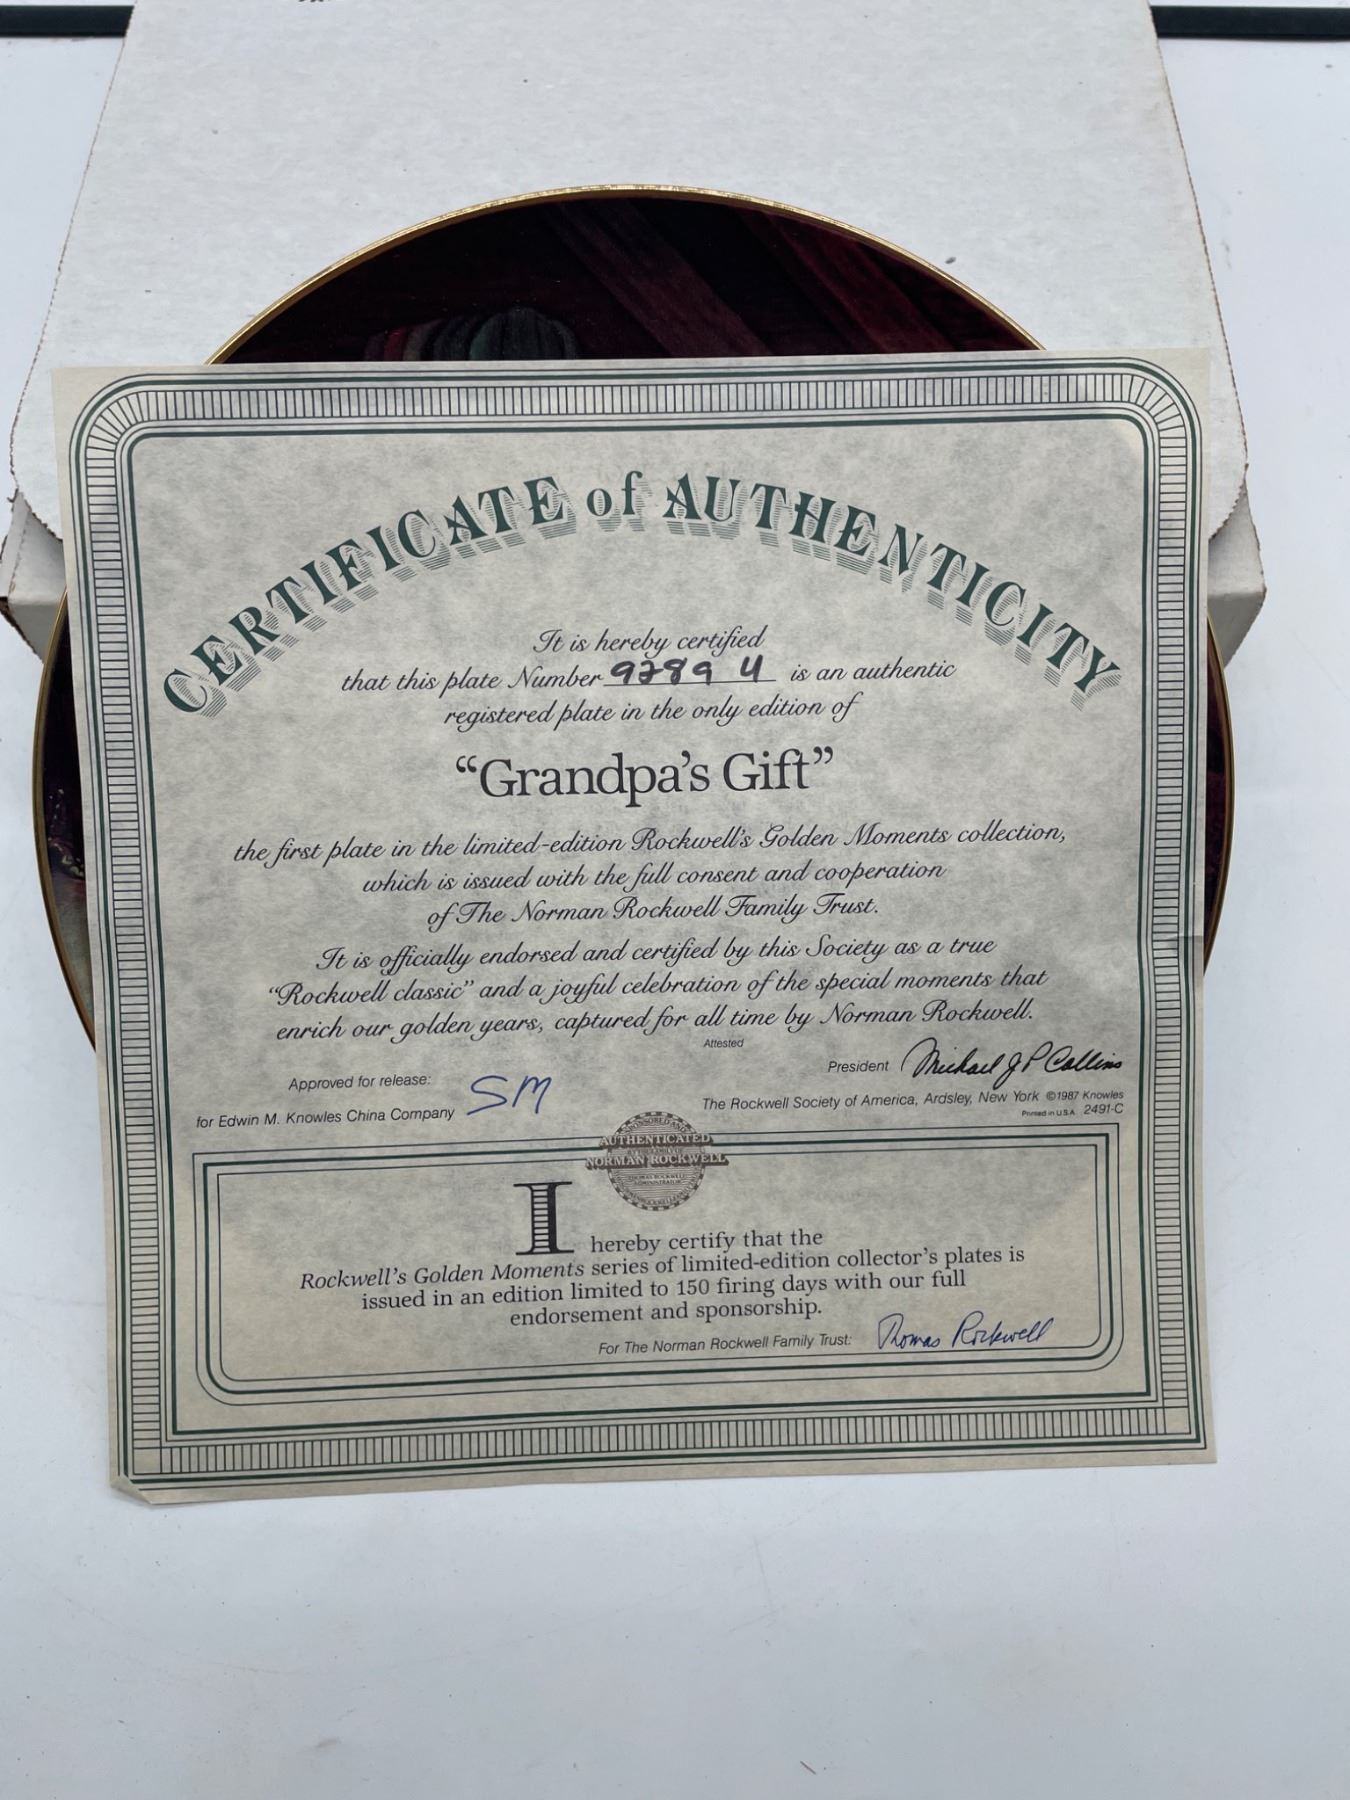 CERTIFICATE of AUTHENTICITY
It is hereby certified
that this plate Number 9289 U is an authentic
registered plate in the only edition of
“Grandpa’s Gift”
the first plate in the limited-edition Rockwell’s Golden Moments collection,
which is issued with the full consent and cooperation
of The Norman Rockwell Family Trust.
It is officially endorsed and certified by this Society as a true
“Rockwell classic” and a joyful celebration of the special moments that
enrich our golden years, captured for all time by Norman Rockwell.
Attested
Approved for release: SM
for Edwin M. Knowles China Company
President Michael J P Collins
The Rockwell Society of America, Ardsley, New York ©1987 Knowles
Printed in U.S.A. 2491-C
AUTHENTICATED
NORMAN ROCKWELL
THOMAS ROCKWELL
ADMINISTRATOR
I hereby certify that the
Rockwell’s Golden Moments series of limited-edition collector’s plates is
issued in an edition limited to 150 firing days with our full
endorsement and sponsorship.
For The Norman Rockwell Family Trust: Thomas Rockwell